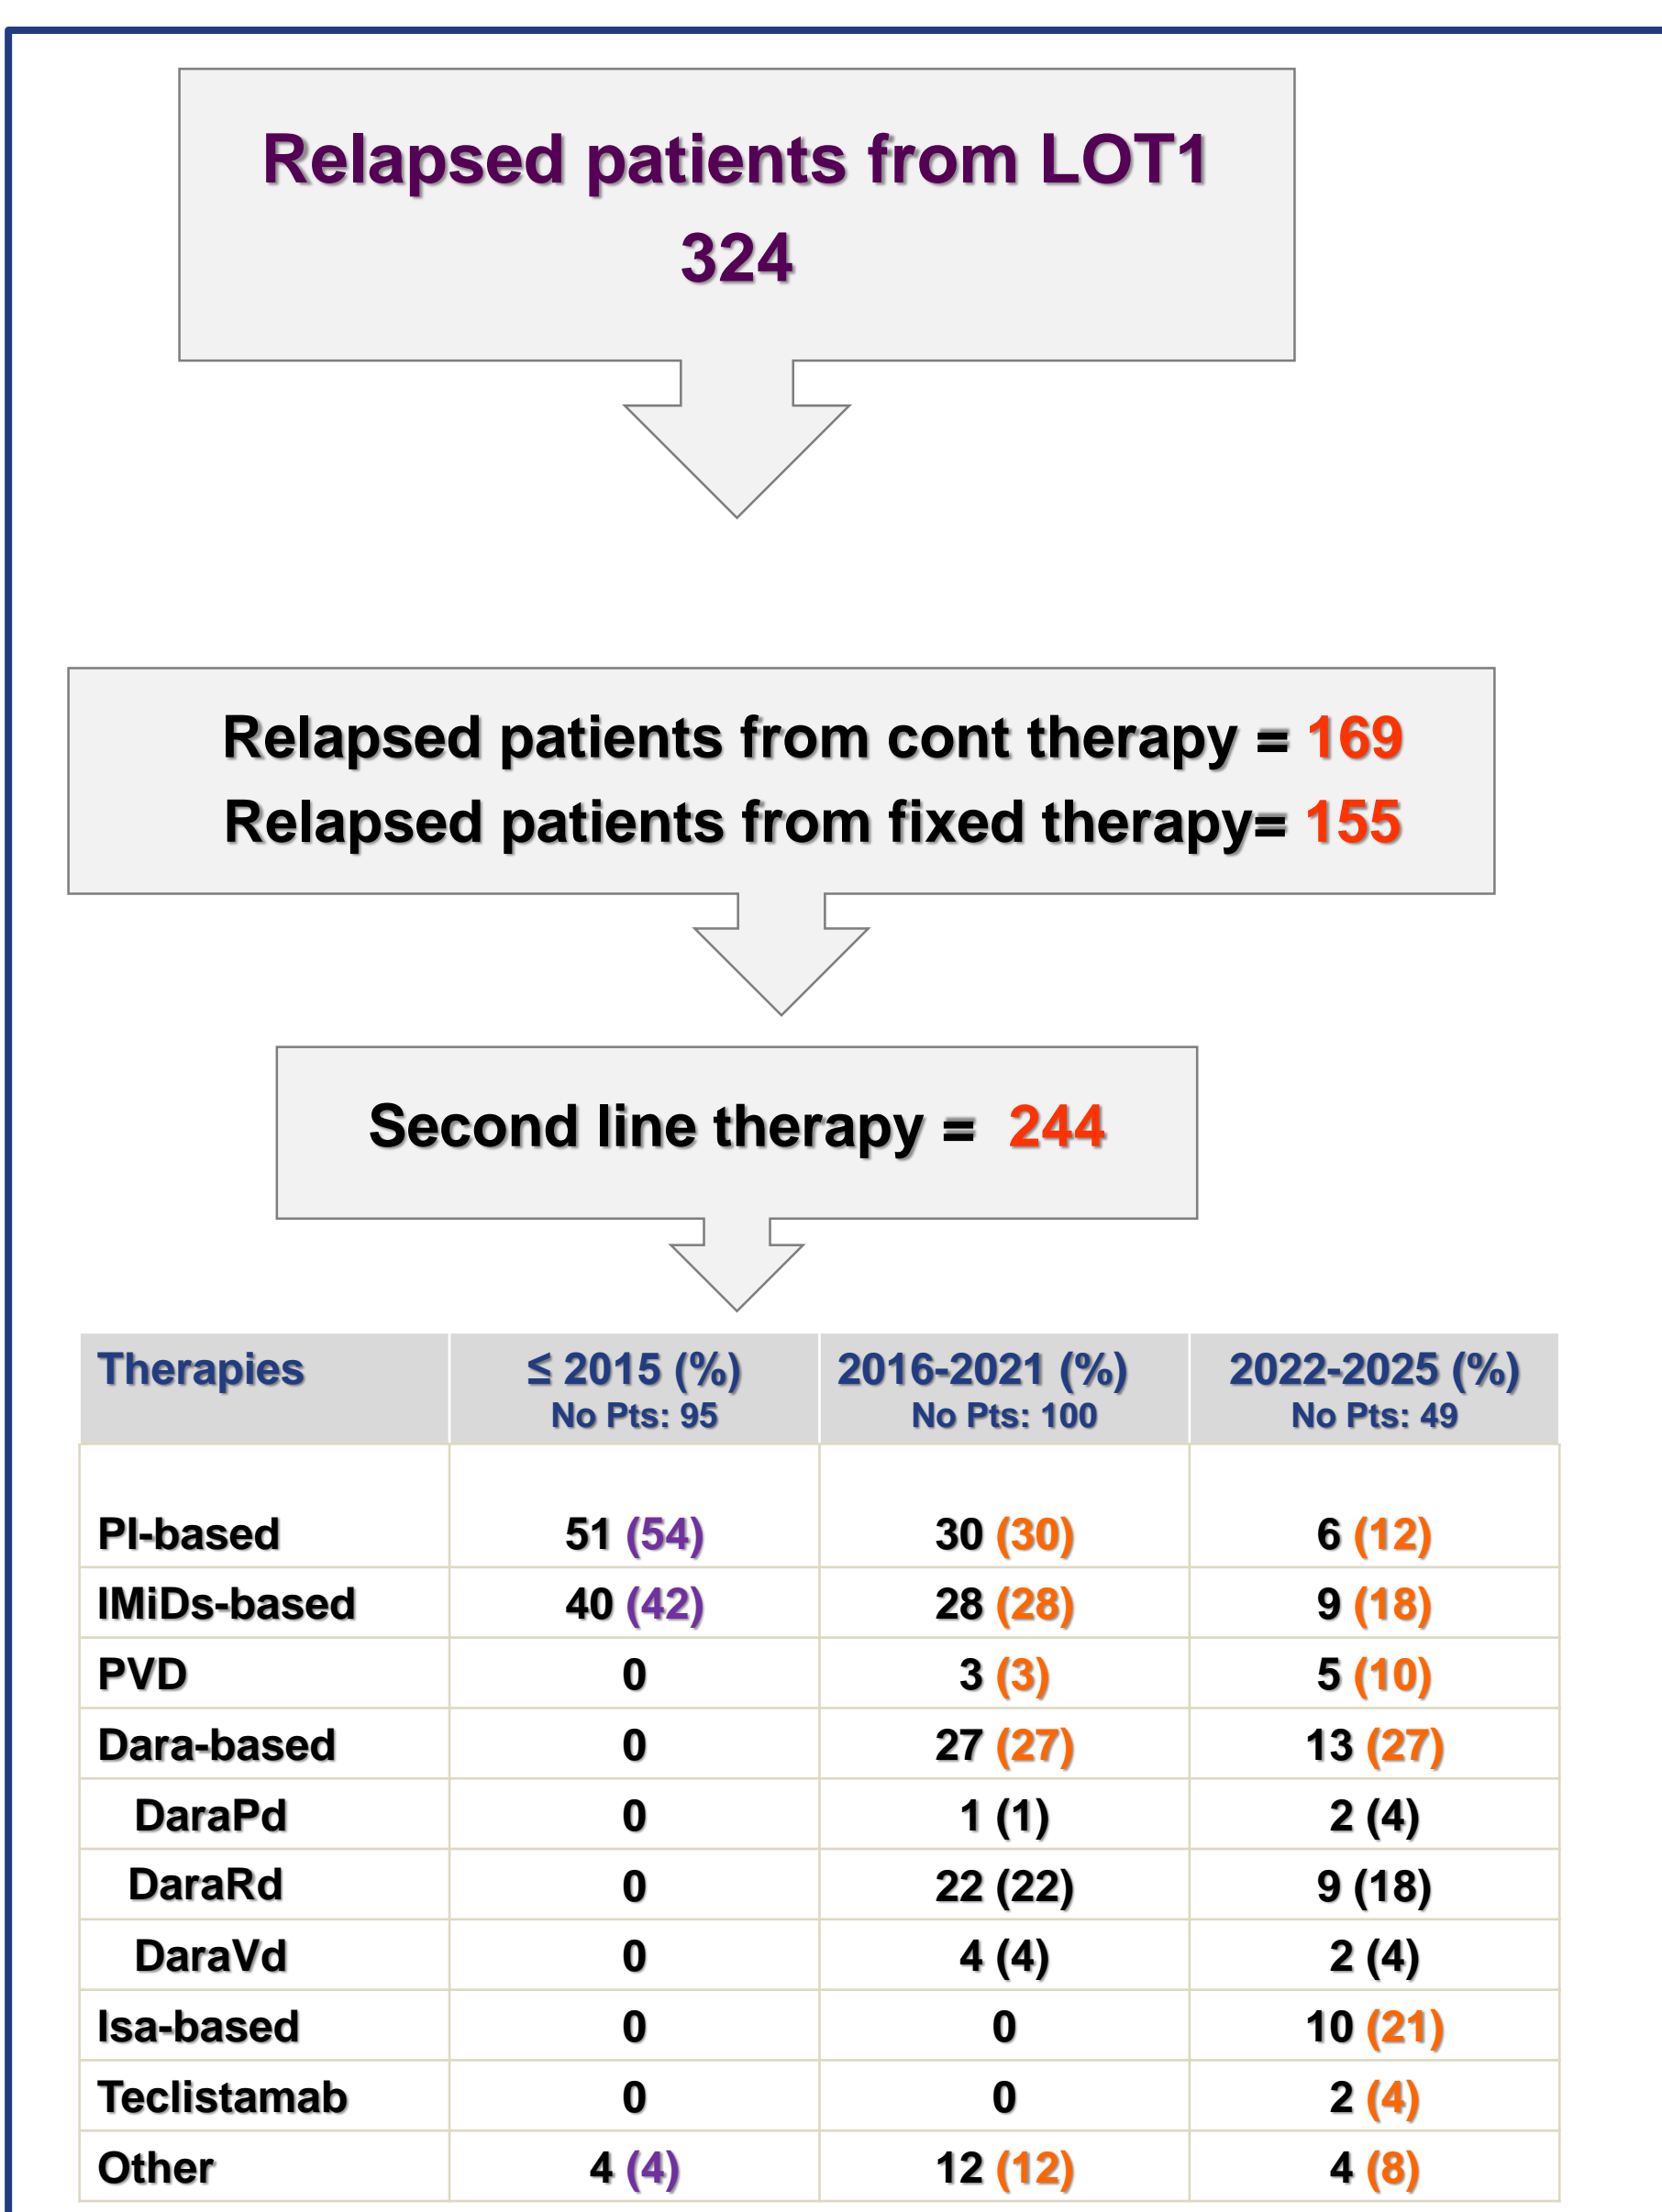 Relapsed patients from LOT1
324
Relapsed patients from cont therapy = 169
Relapsed patients from fixed therapy= 155
Second line therapy = 244
Therapies ≤ 2015 (%) 2016-2021 (%) 2022-2025 (%)
No Pts: 95 No Pts: 100 No Pts: 49
PI-based 51 (54) 30 (30) 6 (12)
IMiDs-based 40 (42) 28 (28) 9 (18)
PVD 0 3 (3) 5 (10)
Dara-based 0 27 (27) 13 (27)
DaraPd 0 1 (1) 2 (4)
DaraRd 0 22 (22) 9 (18)
DaraVd 0 4 (4) 2 (4)
Isa-based 0 0 10 (21)
Teclistamab 0 0 2 (4)
Other 4 (4) 12 (12) 4 (8)